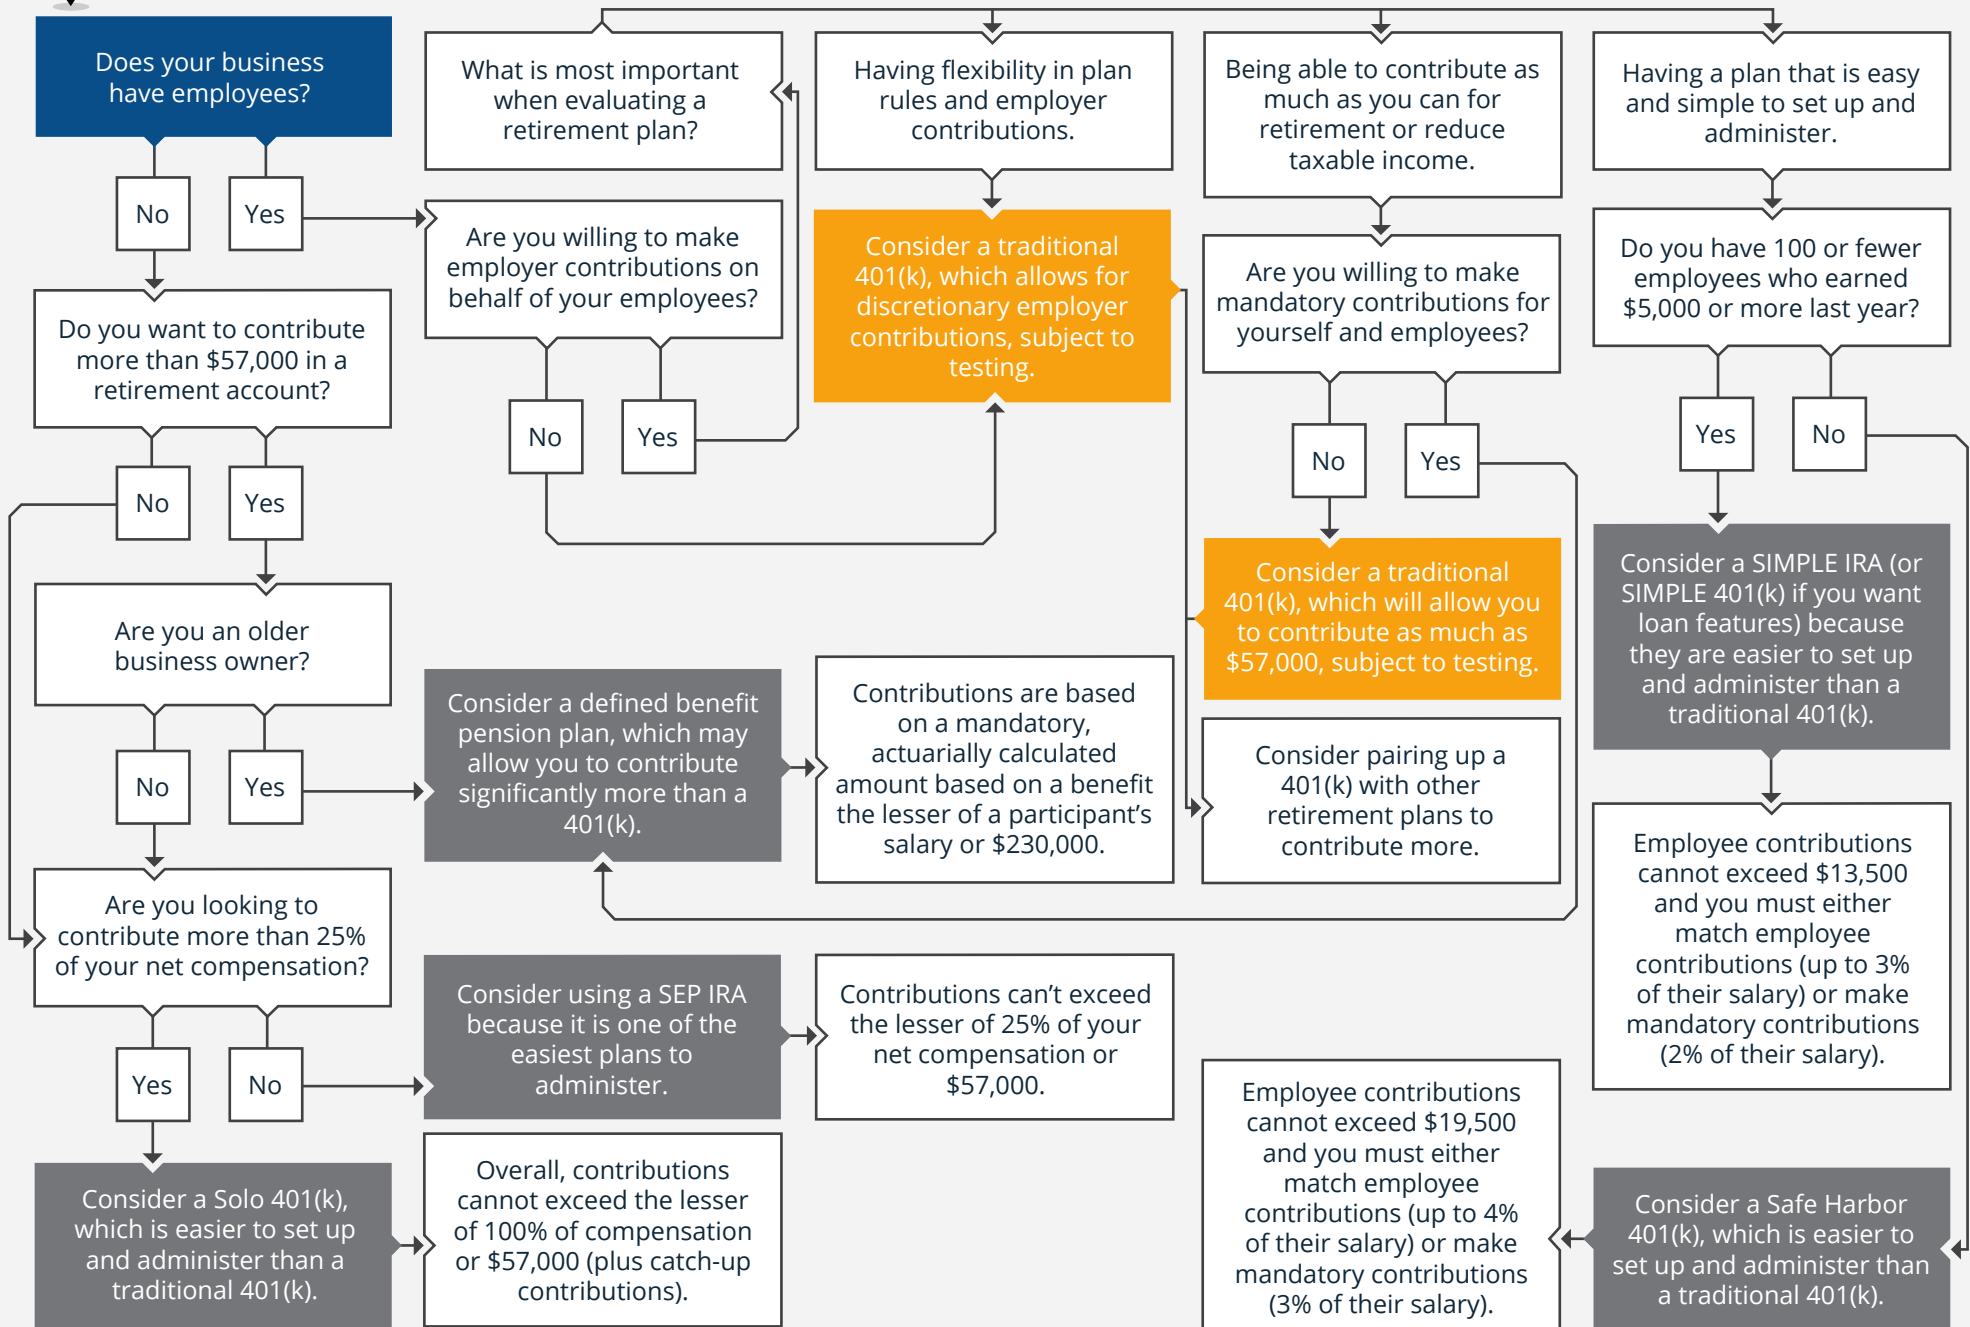 Does your business
have employees?
No
Yes
Do you want to contribute
more than $57,000 in a
retirement account?
No
Yes
Are you an older
business owner?
No
Yes
Are you looking to
contribute more than 25%
of your net compensation?
Yes
No
Consider a Solo 401(k),
which is easier to set up
and administer than a
traditional 401(k).
What is most important
when evaluating a
retirement plan?
Are you willing to make
employer contributions on
behalf of your employees?
No
Yes
Consider a defined benefit
pension plan, which may
allow you to contribute
significantly more than a
401(k).
Consider using a SEP IRA
because it is one of the
easiest plans to
administer.
Overall, contributions
cannot exceed the lesser
of 100% of compensation
or $57,000 (plus catch-up
contributions).
Having flexibility in plan
rules and employer
contributions.
Consider a traditional
401(k), which allows for
discretionary employer
contributions, subject to
testing.
Contributions are based
on a mandatory,
actuarially calculated
amount based on a benefit
the lesser of a participant’s
salary or $230,000.
Contributions can’t exceed
the lesser of 25% of your
net compensation or
$57,000.
Being able to contribute as
much as you can for
retirement or reduce
taxable income.
Are you willing to make
mandatory contributions for
yourself and employees?
No
Yes
Consider a traditional
401(k), which will allow you
to contribute as much as
$57,000, subject to testing.
Consider pairing up a
401(k) with other
retirement plans to
contribute more.
Employee contributions
cannot exceed $19,500
and you must either
match employee
contributions (up to 4%
of their salary) or make
mandatory contributions
(3% of their salary).
Having a plan that is easy
and simple to set up and
administer.
Do you have 100 or fewer
employees who earned
$5,000 or more last year?
Yes
No
Consider a SIMPLE IRA (or
SIMPLE 401(k) if you want
loan features) because
they are easier to set up
and administer than a
traditional 401(k).
Employee contributions
cannot exceed $13,500
and you must either
match employee
contributions (up to 3%
of their salary) or make
mandatory contributions
(2% of their salary).
Consider a Safe Harbor
401(k), which is easier to
set up and administer than
a traditional 401(k).